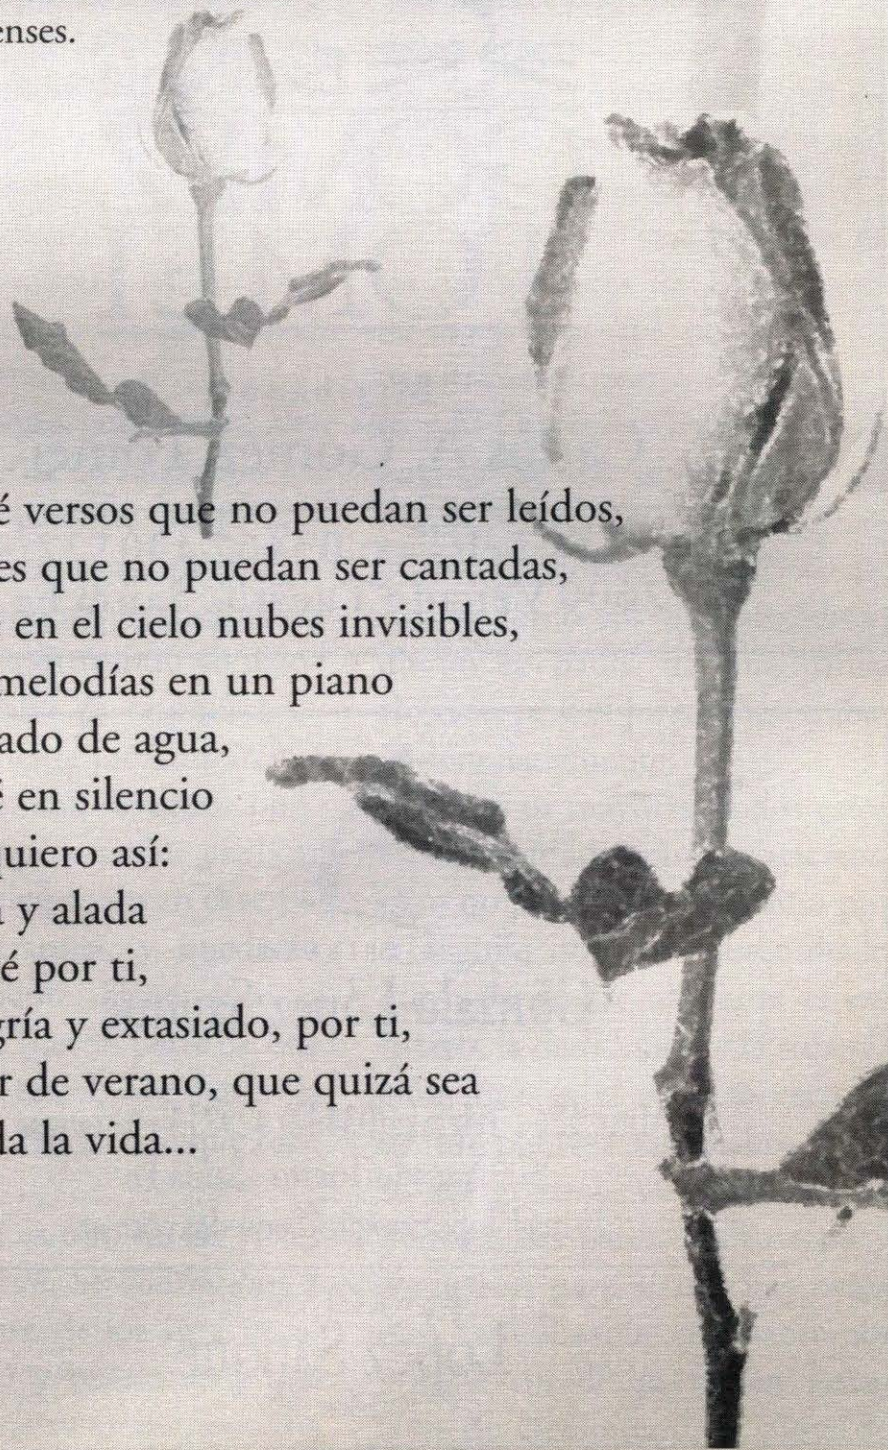 enses.
é versos que no puedan ser leídos,
es que no puedan ser cantadas,
en el cielo nubes invisibles,
melodías en un piano
ado de agua,
é en silencio
quiero así:
a y alada
é por ti,
gría y extasiado, por ti,
r de verano, que quizá sea
da la vida...